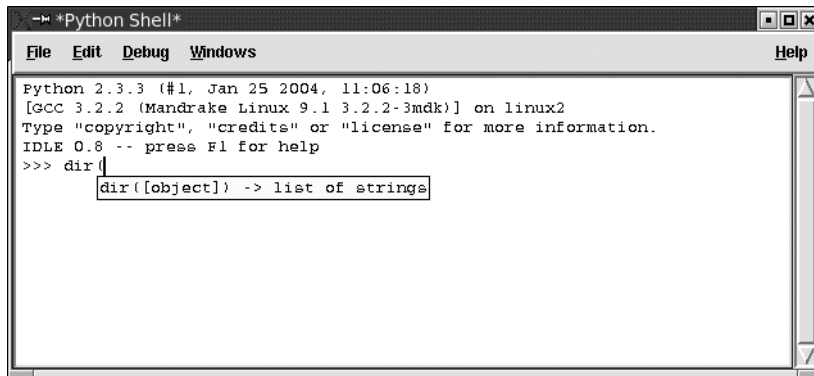 *Python Shell*
File Edit Debug Windows Help
Python 2.3.3 (#1, Jan 25 2004, 11:06:18)
[GCC 3.2.2 (Mandrake Linux 9.1 3.2.2-3mdk)] on linux2
Type "copyright", "credits" or "license" for more information.
IDLE 0.8 -- press F1 for help
>>> dir(
dir([object]) -> list of strings